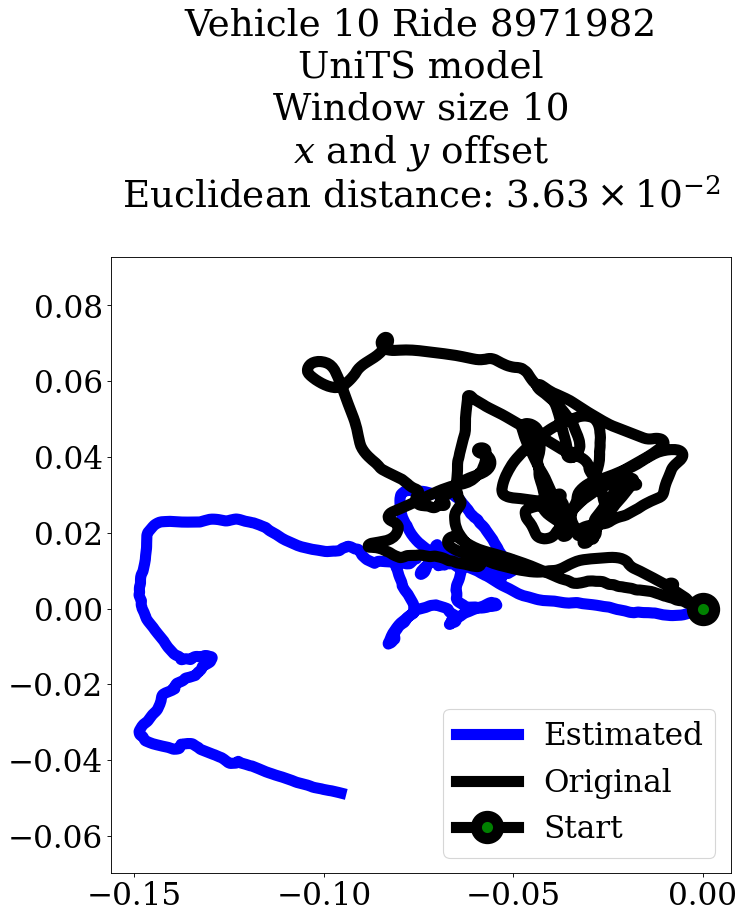 Vehicle 10 Ride 8971982
UniTS model
Window size 10
x and y offset
Euclidean distance: 3.63 × 10⁻²
0.08
0.06
0.04
0.02
0.00
−0.02
−0.04
−0.06
Estimated
Original
Start
−0.15 −0.10 −0.05 0.00